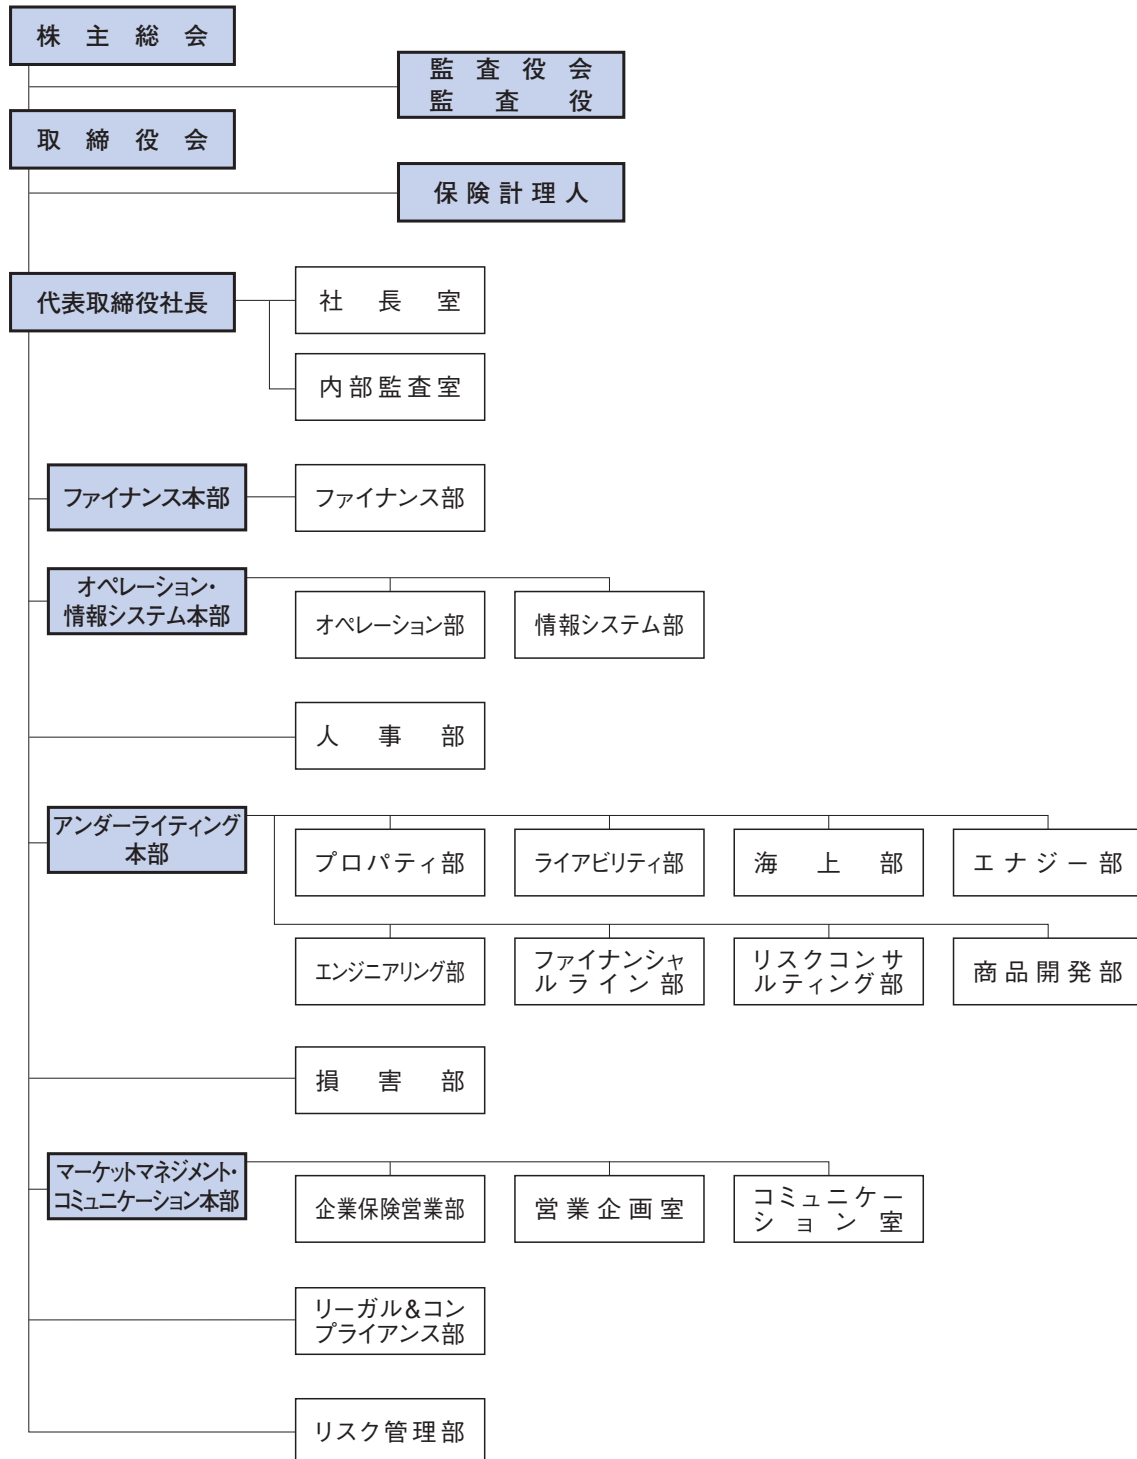 株主総会
監査役会
監査役
取締役会
保険計理人
代表取締役社長
社長室
内部監査室
ファイナンス本部
ファイナンス部
オペレーション・
情報システム本部
オペレーション部
情報システム部
人事部
アンダーライティング
本部
プロパティ部
ライアビリティ部
海上部
エナジー部
エンジニアリング部
ファイナンシャ
ルライン部
リスクコンサ
ルティング部
商品開発部
損害部
マーケットマネジメント・
コミュニケーション本部
企業保険営業部
営業企画室
コミュニケー
ション室
リーガル&コン
プライアンス部
リスク管理部